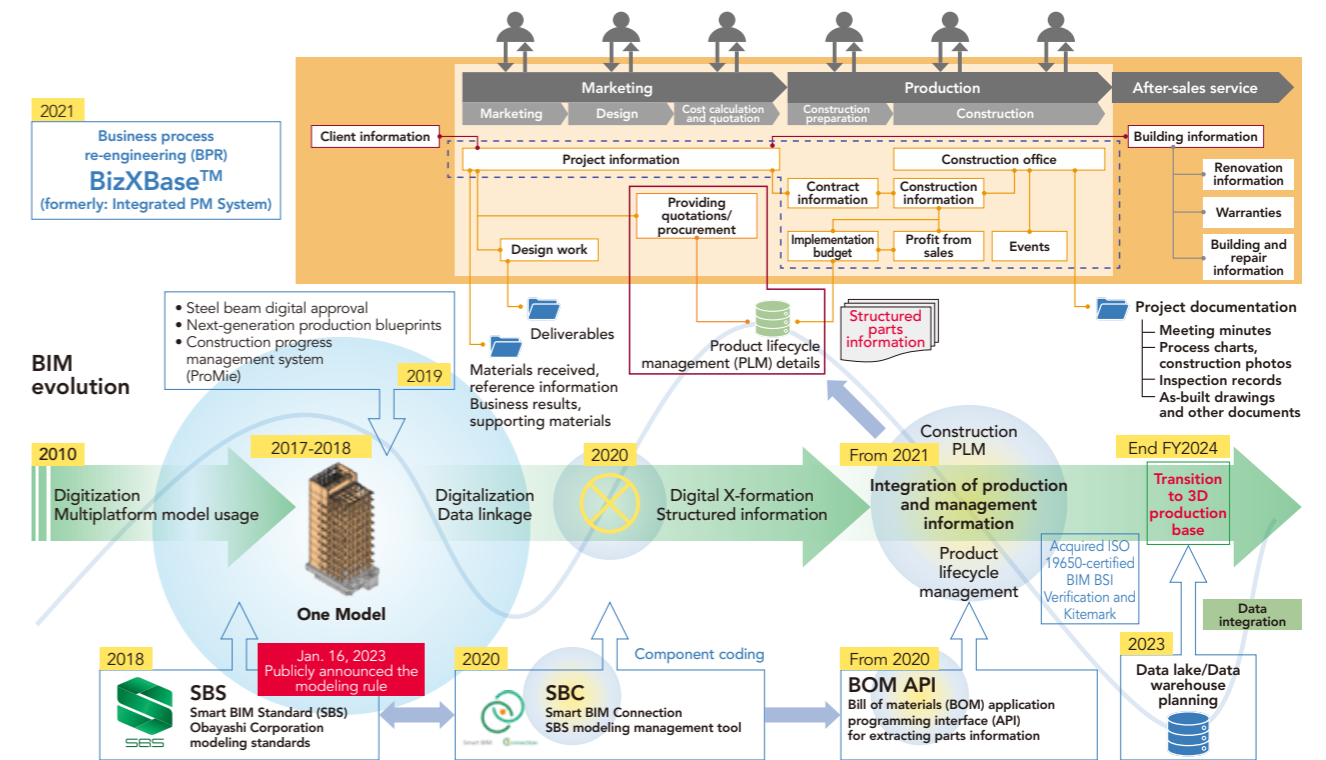 Marketing
Production
After-sales service
Marketing
Design
Cost calculation
and quotation
Construction
preparation
Construction
2021
Business process
re-engineering (BPR)
BizXBase™
(formerly: Integrated PM System)
Client information
Building information
Project information
Construction office
Renovation
information
Contract
information
Construction
information
Providing
quotations/
procurement
Warranties
Design work
Implementation
budget
Profit from
sales
Events
Building and
repair
information
• Steel beam digital approval
• Next-generation production blueprints
• Construction progress
management system
(ProMie)
2019
Deliverables
Materials received,
reference information
Business results,
supporting materials
Product lifecycle
management (PLM) details
Structured
parts
information
Project documentation
Meeting minutes
Process charts,
construction photos
Inspection records
As-built drawings
and other documents
BIM
evolution
2010
Digitization
Multiplatform model usage
2017-2018
One Model
Digitalization
Data linkage
2020
Digital X-formation
Structured information
From 2021
Construction
PLM
Integration of production
and management
information
Product
lifecycle
management
End FY2024
Transition
to 3D
production
base
Acquired ISO
19650-certified
BIM BSI
Verification and
Kitemark
Data
integration
2018
Jan. 16, 2023
Publicly announced the
modeling rule
SBS
SBS
Smart BIM Standard (SBS)
Obayashi Corporation
modeling standards
2020
Component coding
Smart BIM Connection
SBC
Smart BIM Connection
SBS modeling management tool
From 2020
BOM API
Bill of materials (BOM) application
programming interface (API)
for extracting parts information
2023
Data lake/Data
warehouse
planning